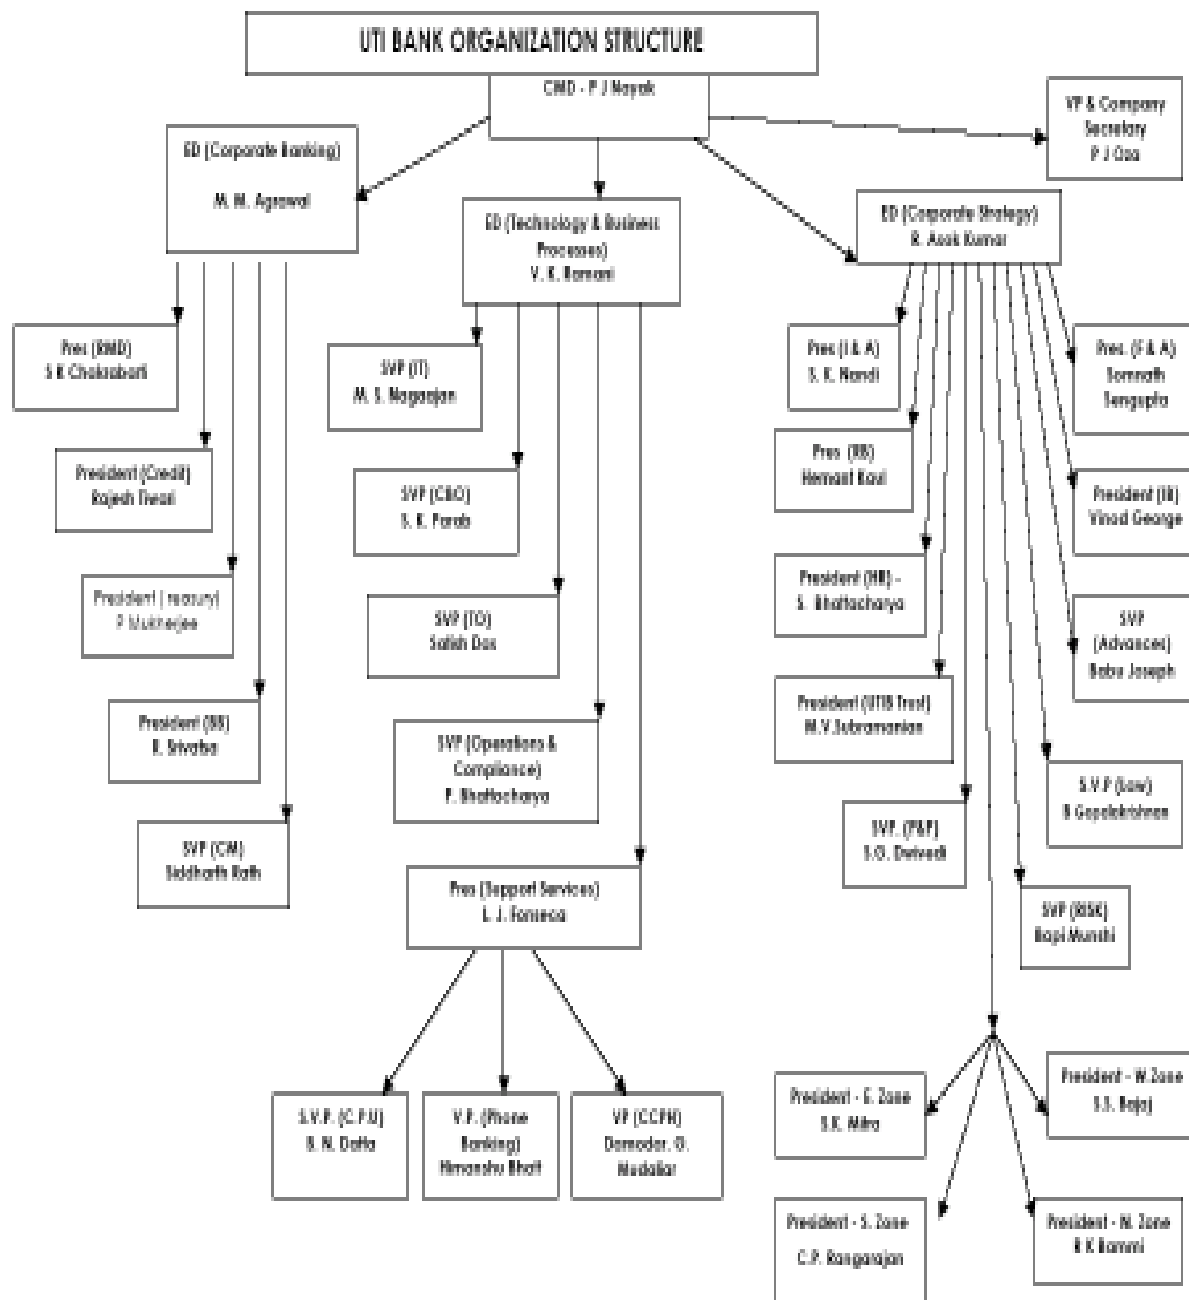 UTI BANK ORGANIZATION STRUCTURE
CMD - P J Nayak
VP & Company
Secretary
P J Oza
ED (Corporate Banking)
M. M. Agrawal
ED (Technology & Business
Processes)
V. K. Ramani
ED (Corporate Strategy)
R. Asok Kumar
Pres (RMD)
S K Chakrabarti
President (Credit)
Rajesh Tiwari
President (Treasury)
P Mukherjee
President (BB)
R. Srivatsa
SVP (CM)
Siddharth Rath
SVP (IT)
M. S. Nagarajan
SVP (CBO)
S. K. Parab
SVP (TO)
Satish Das
SVP (Operations &
Compliance)
P. Bhattacharya
Pres (Support Services)
L. J. Fonseca
S.V.P. (C.P.U)
B. N. Datta
V.P. (Phone
Banking)
Himanshu Bhatt
VP (CCPH)
Damodar. G.
Mudaliar
Pres (I & A)
S. K. Nandi
Pres (RB)
Hemant Kaul
President (HR) -
S. Bhattacharya
President (UTIB Trust)
M.V.Subramanian
SVP. (P&P)
S.G. Dwivedi
Pres. (F & A)
Somnath
Sengupta
President (IB)
Vinod George
SVP
(Advances)
Babu Joseph
S.V.P (Law)
B Gopalakrishnan
SVP (RISK)
Bapi Munshi
President - E. Zone
S.K. Mitra
President - W.Zone
S.S. Bajaj
President - S. Zone
C.P. Rangarajan
President - N. Zone
R K Bammi